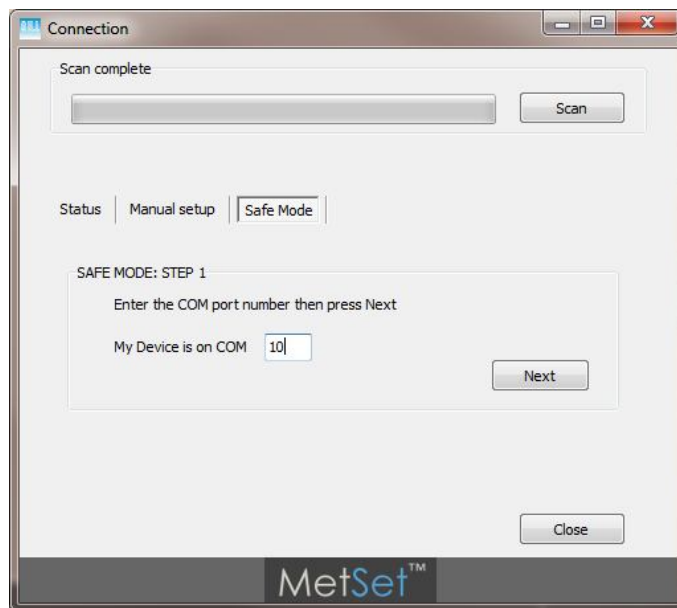 Connection
Scan complete
Scan
Status Manual setup Safe Mode
SAFE MODE: STEP 1
Enter the COM port number then press Next
My Device is on COM 10
Next
Close
MetSet™